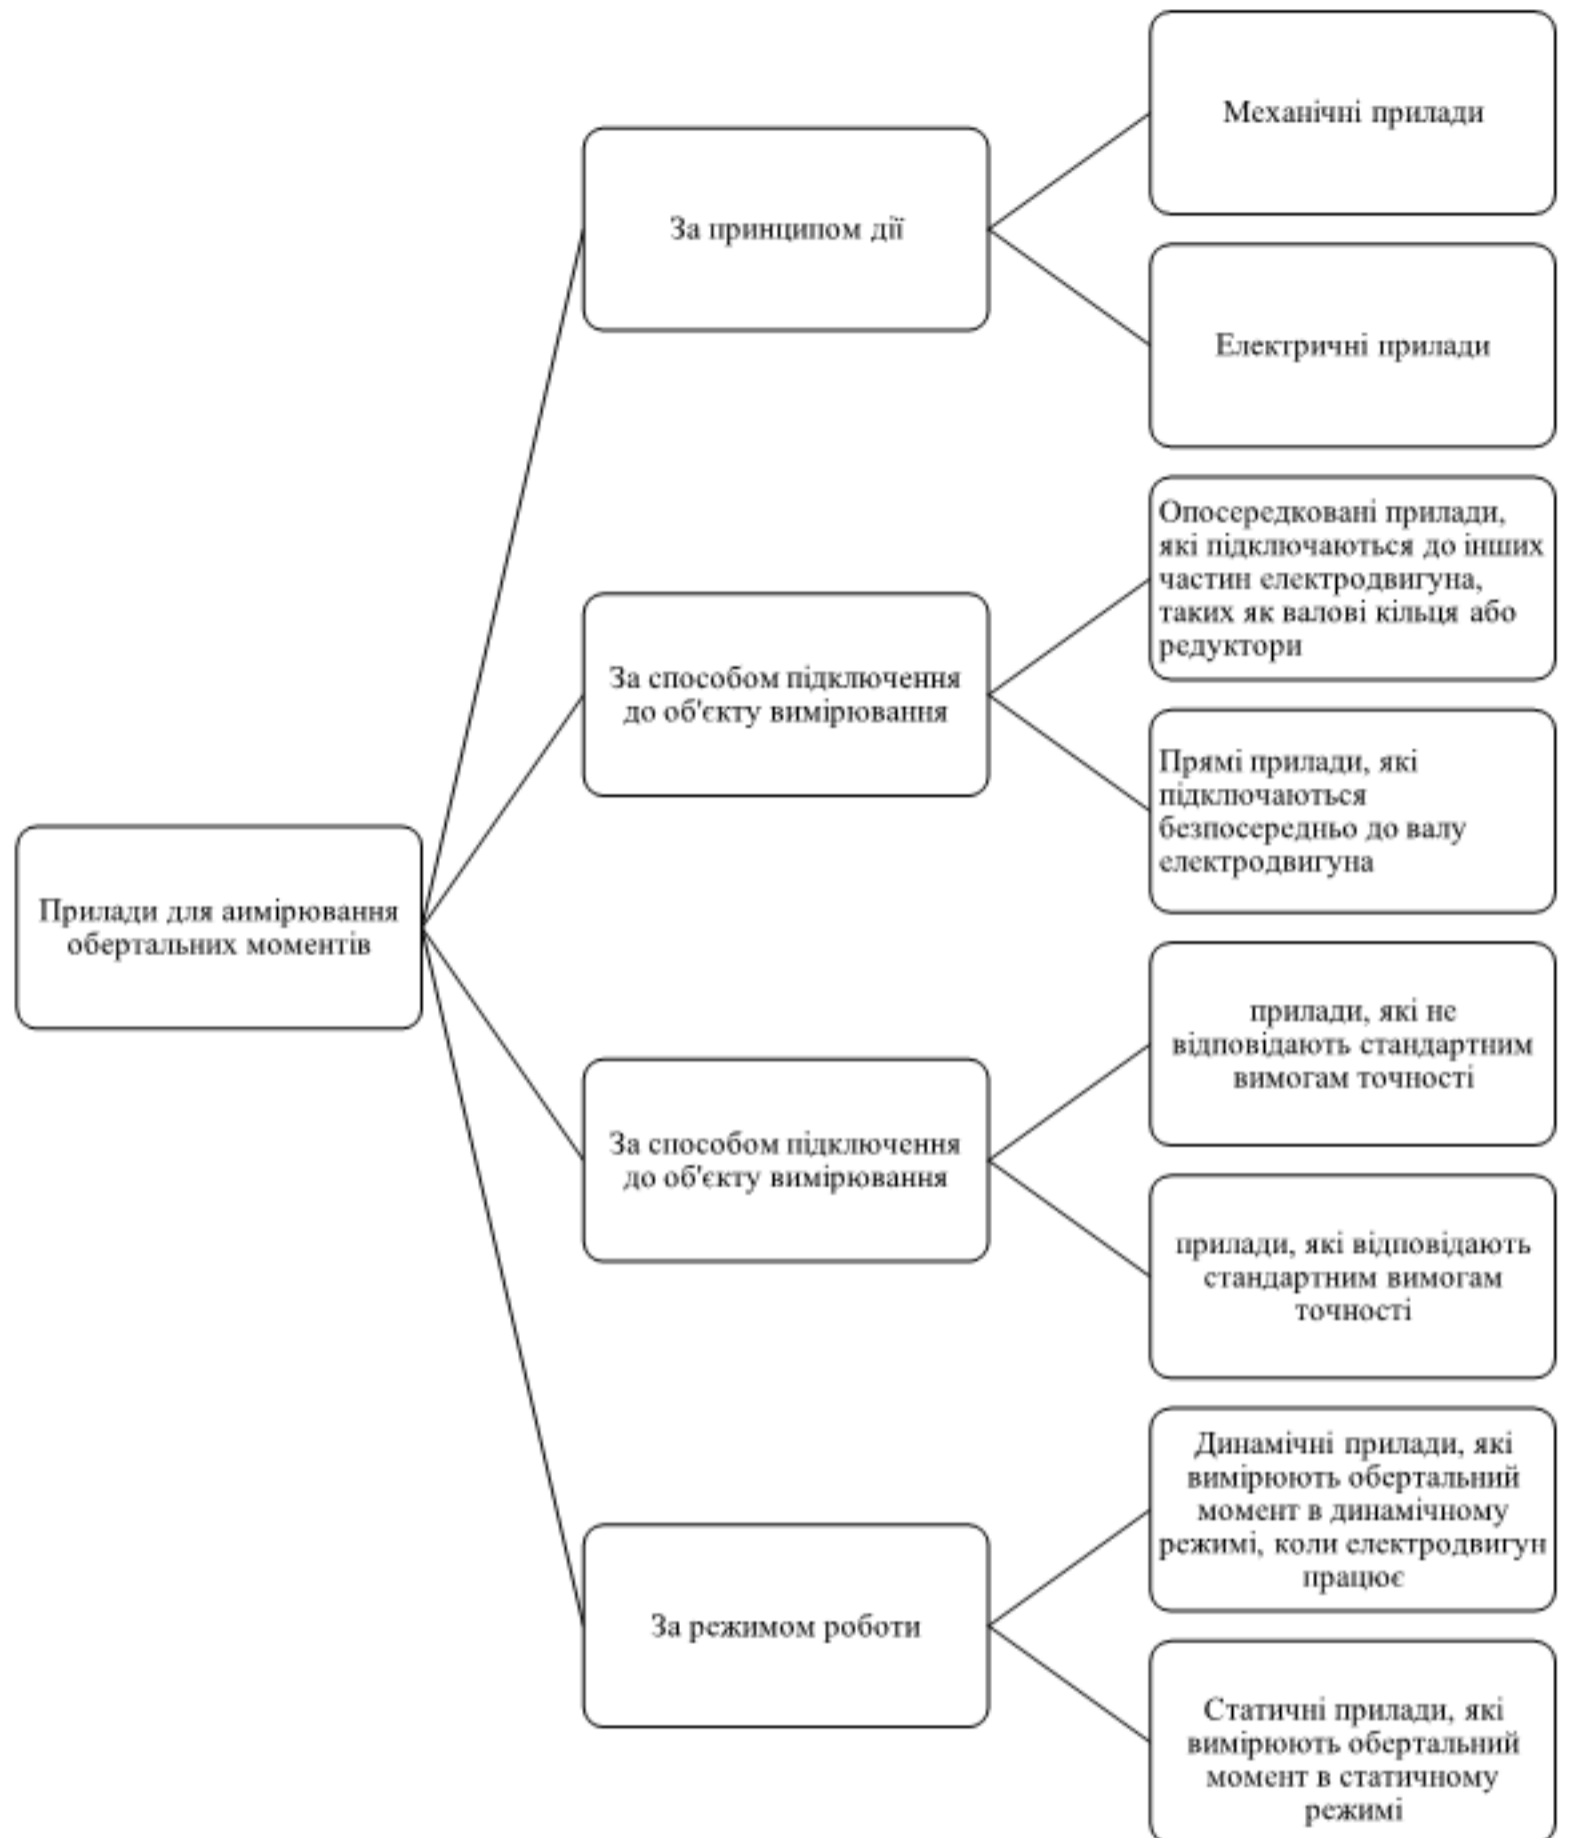 Прилади для аимірювання
обертальних моментів
За принципом дії
Механічні прилади
Електричні прилади
За способом підключення
до об'єкту вимірювання
Опосередковані прилади,
які підключаються до інших
частин електродвигуна,
таких як валові кільця або
редуктори
Прямі прилади, які
підключаються
безпосередньо до валу
електродвигуна
За способом підключення
до об'єкту вимірювання
прилади, які не
відповідають стандартним
вимогам точності
прилади, які відповідають
стандартним вимогам
точності
За режимом роботи
Динамічні прилади, які
вимірюють обертальний
момент в динамічному
режимі, коли електродвигун
працює
Статичні прилади, які
вимірюють обертальний
момент в статичному
режимі